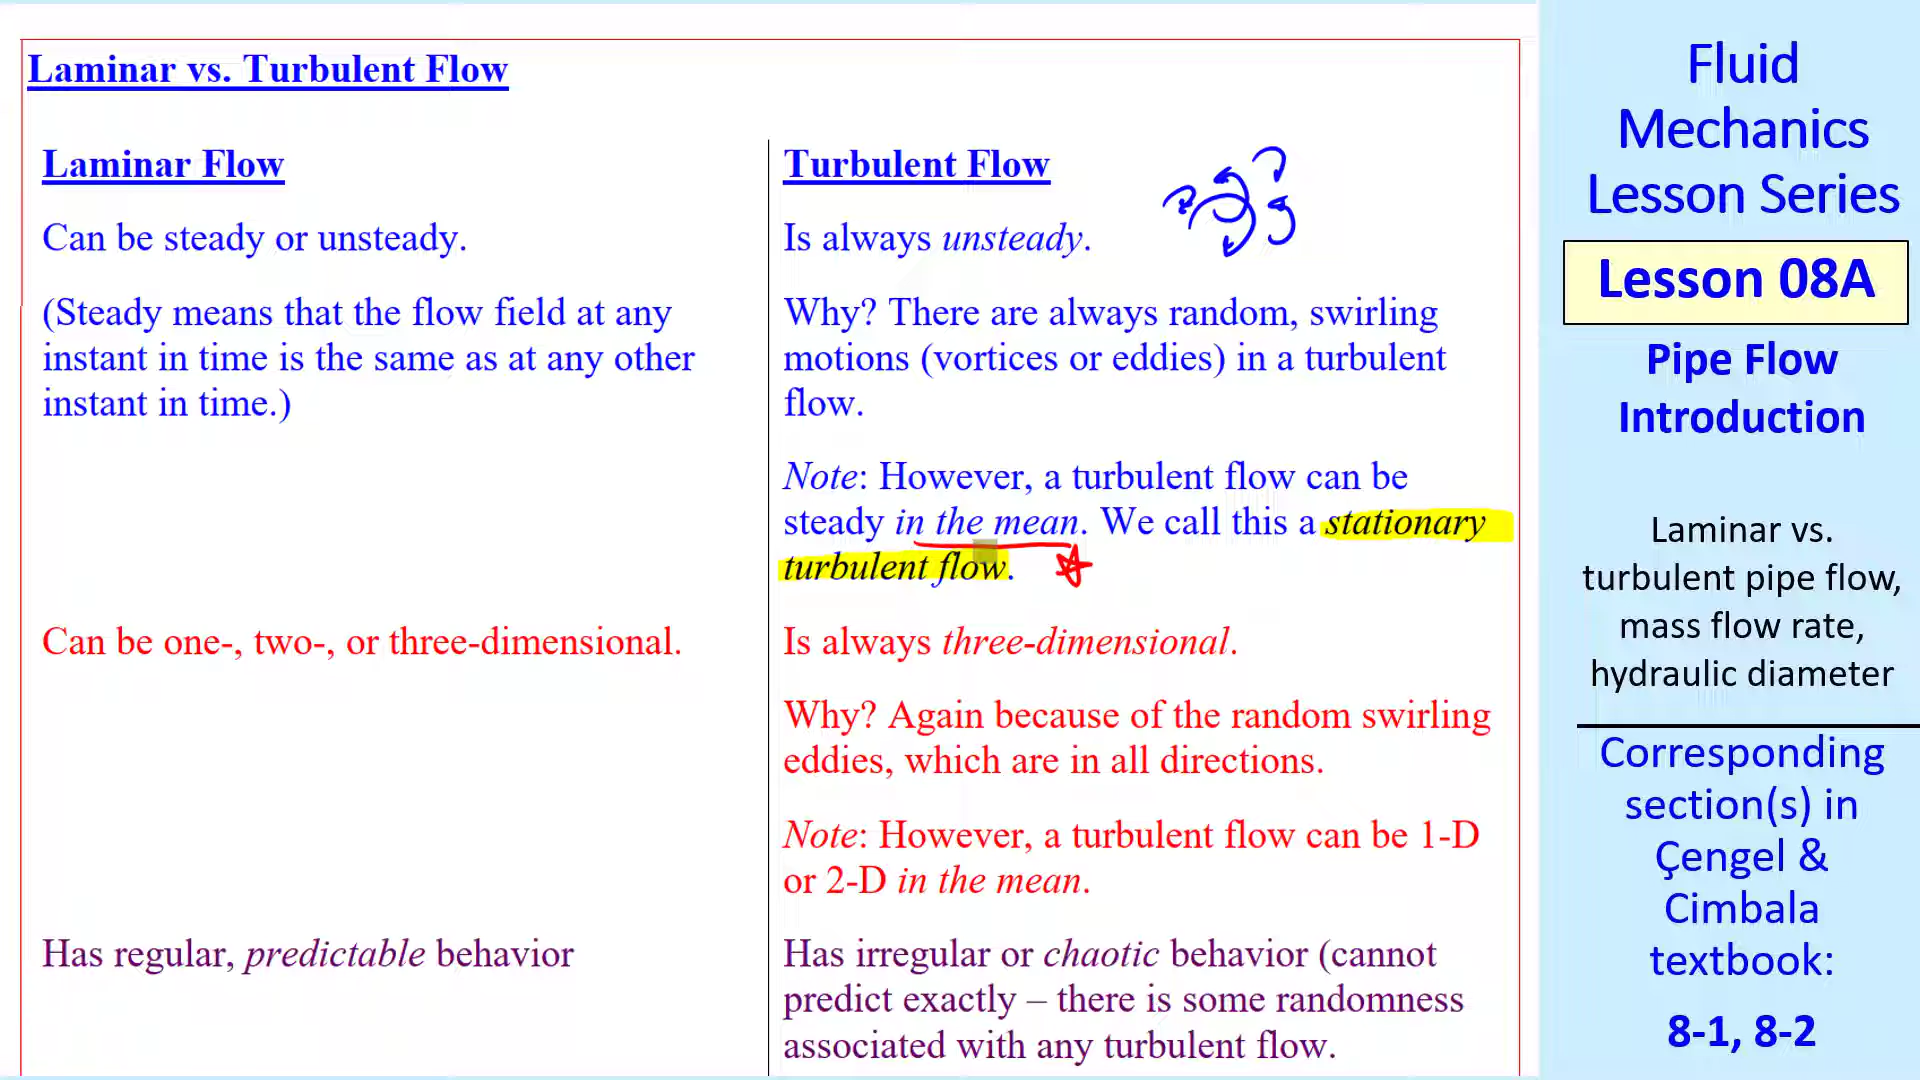 Laminar vs. Turbulent Flow
Laminar Flow
Can be steady or unsteady.
(Steady means that the flow field at any
instant in time is the same as at any other
instant in time.)
Can be one-, two-, or three-dimensional.
Has regular, predictable behavior
Turbulent Flow
Is always unsteady.
Why? There are always random, swirling
motions (vortices or eddies) in a turbulent
flow.
Note: However, a turbulent flow can be
steady in the mean. We call this a stationary
turbulent flow.
Is always three-dimensional.
Why? Again because of the random swirling
eddies, which are in all directions.
Note: However, a turbulent flow can be 1-D
or 2-D in the mean.
Has irregular or chaotic behavior (cannot
predict exactly – there is some randomness
associated with any turbulent flow.
Fluid
Mechanics
Lesson Series
Lesson 08A
Pipe Flow
Introduction
Laminar vs.
turbulent pipe flow,
mass flow rate,
hydraulic diameter
Corresponding
section(s) in
Çengel &
Cimbala
textbook:
8-1, 8-2